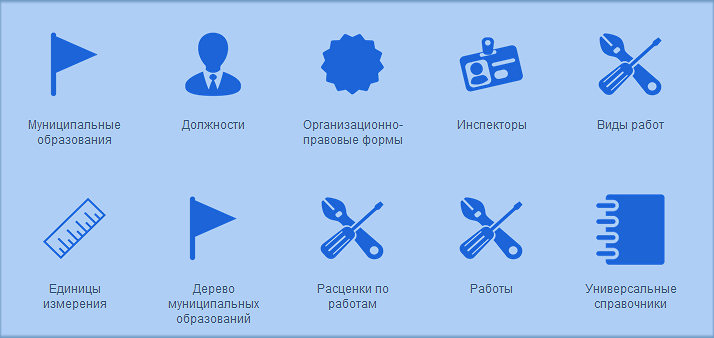 Муниципальные
образования
Должности
Организационно-
правовые формы
Инспекторы
Виды работ
Единицы
измерения
Дерево
муниципальных
образований
Расценки по
работам
Работы
Универсальные
справочники